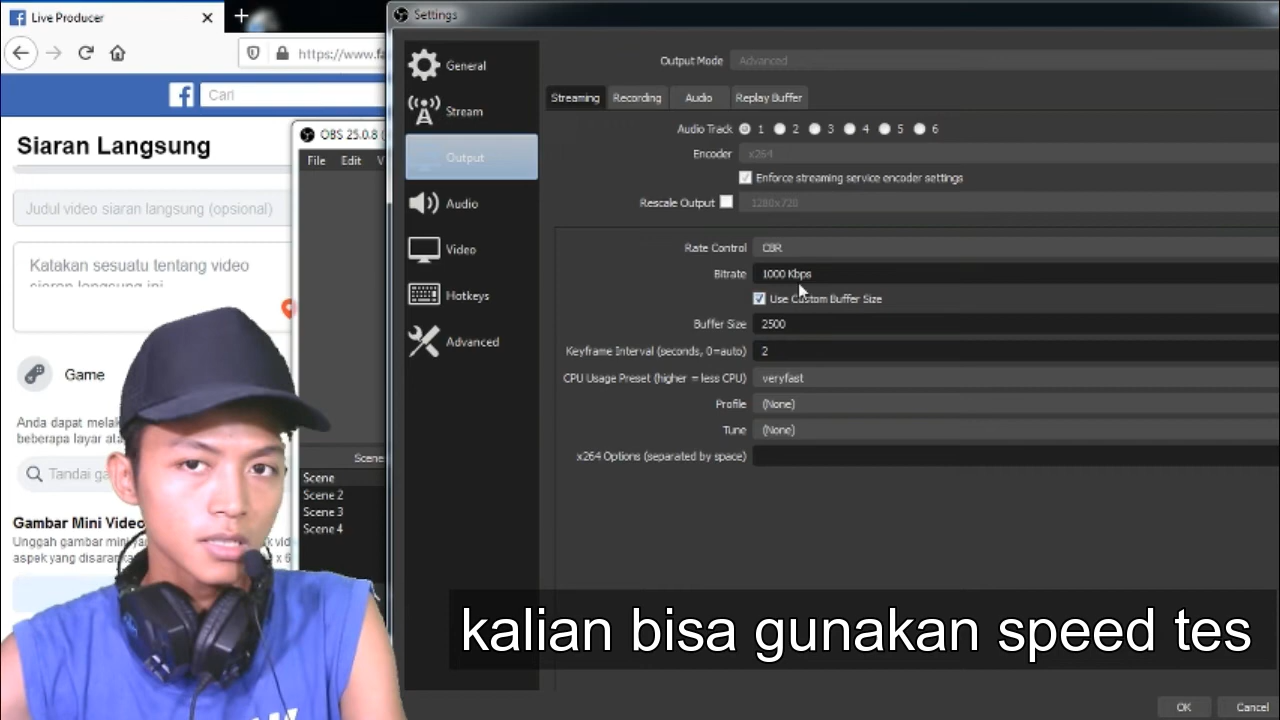 Live Producer
Settings
https://www.fa
Cari
Siaran Langsung
Judul video siaran langsung (opsional)
Katakan sesuatu tentang video
siaran langsung ini
Game
Anda dapat
beberapa layar
Tandai
Gambar Mini Video
Unggah gambar mini
vid
aspek yang
x 6
OBS 25.0.8 (
File Edit V
Scene
Scene
Scene 2
Scene 3
Scene 4
General
Stream
Output
Audio
Video
Hotkeys
Advanced
Output Mode Advanced
Streaming Recording Audio Replay Buffer
Audio Track 1 2 3 4 5 6
Encoder x264
Enforce streaming service encoder settings
Rescale Output 1280x720
Rate Control CBR
Bitrate 1000 Kbps
Use Custom Buffer Size
Buffer Size 2500
Keyframe Interval (seconds, 0=auto) 2
CPU Usage Preset (higher = less CPU) veryfast
Profile (None)
Tune (None)
x264 Options (separated by space)
kalian bisa gunakan speed tes
OK Cancel